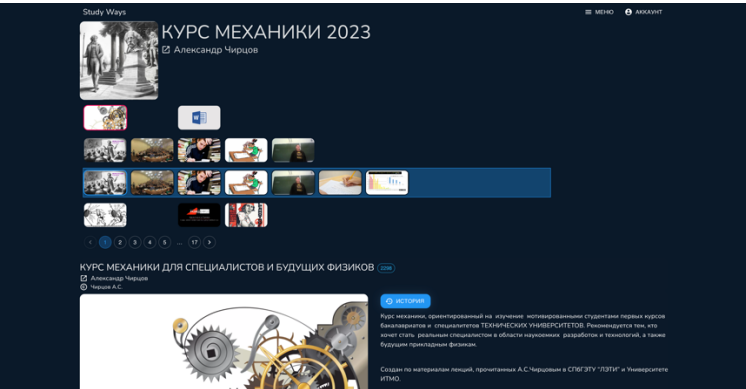 Study Ways
МЕНЮ
АККАУНТ
КУРС МЕХАНИКИ 2023
Александр Чирцов
1 2 3 4 5 ... 17
КУРС МЕХАНИКИ ДЛЯ СПЕЦИАЛИСТОВ И БУДУЩИХ ФИЗИКОВ
Александр Чирцов
Чирцов А.С.
ИСТОРИЯ
Курс механики, ориентированный на изучение мотивированными студентами первых курсов
бакалавриатов и специалитетов ТЕХНИЧЕСКИХ УНИВЕРСИТЕТОВ. Рекомендуется тем, кто
хочет стать реальным специалистом в области наукоемких разработок и технологий, а также
будущим прикладным физикам.
Создан по материалам лекций, прочитанных А.С.Чирцовым в СПбГЭТУ "ЛЭТИ" и Университете
ИТМО.